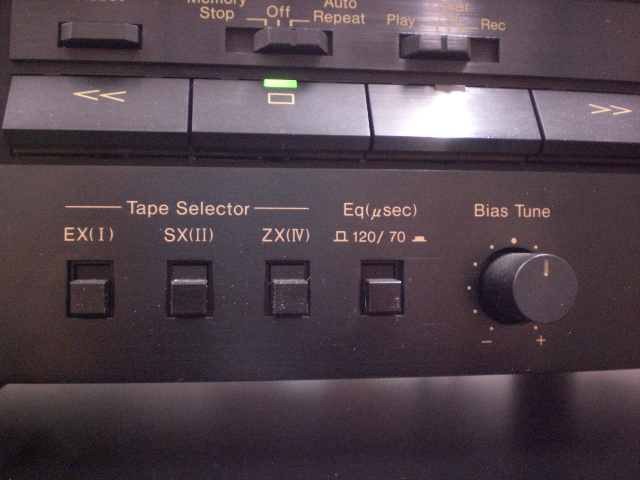 Memory
Stop
Off
Auto
Repeat
Play
Rec
<<
>>
Tape Selector
EX(I)
SX(II)
ZX(IV)
Eq(μsec)
120/ 70
Bias Tune
−
+